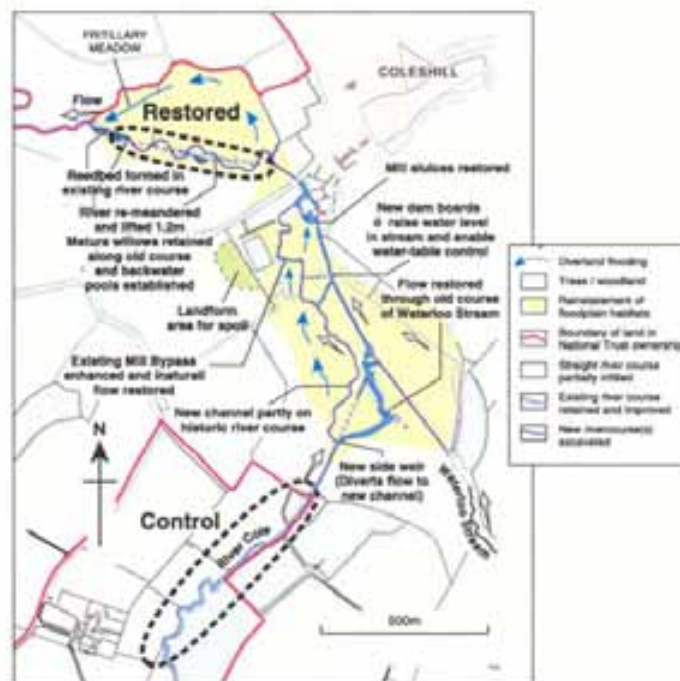 FRITILLARY
MEADOW
COLESHILL
Flow
Restored
Mill sluices restored
Reedbed formed in
existing river course
River re-meandered
and lifted 1.2m
Mature willows retained
along old course
and backwater
pools established
New dam boards
raise water level
in stream and enable
water-table control
Flow restored
through old course
of Waterloo Stream
Landform
area for spoil
Existing Mill Bypass
enhanced and
flow restored
New channel partly on
historic river course
N
New side weir
(Diverts flow to
new channel)
Control
River Cole
Waterloo Stream
500m
Overland flooding
Trees / woodland
Reinstatement of
floodplain habitats
Boundary of land in
National Trust ownership
Straight river course
partially infilled
Existing river course
retained and improved
New rivercourse(s)
excavated